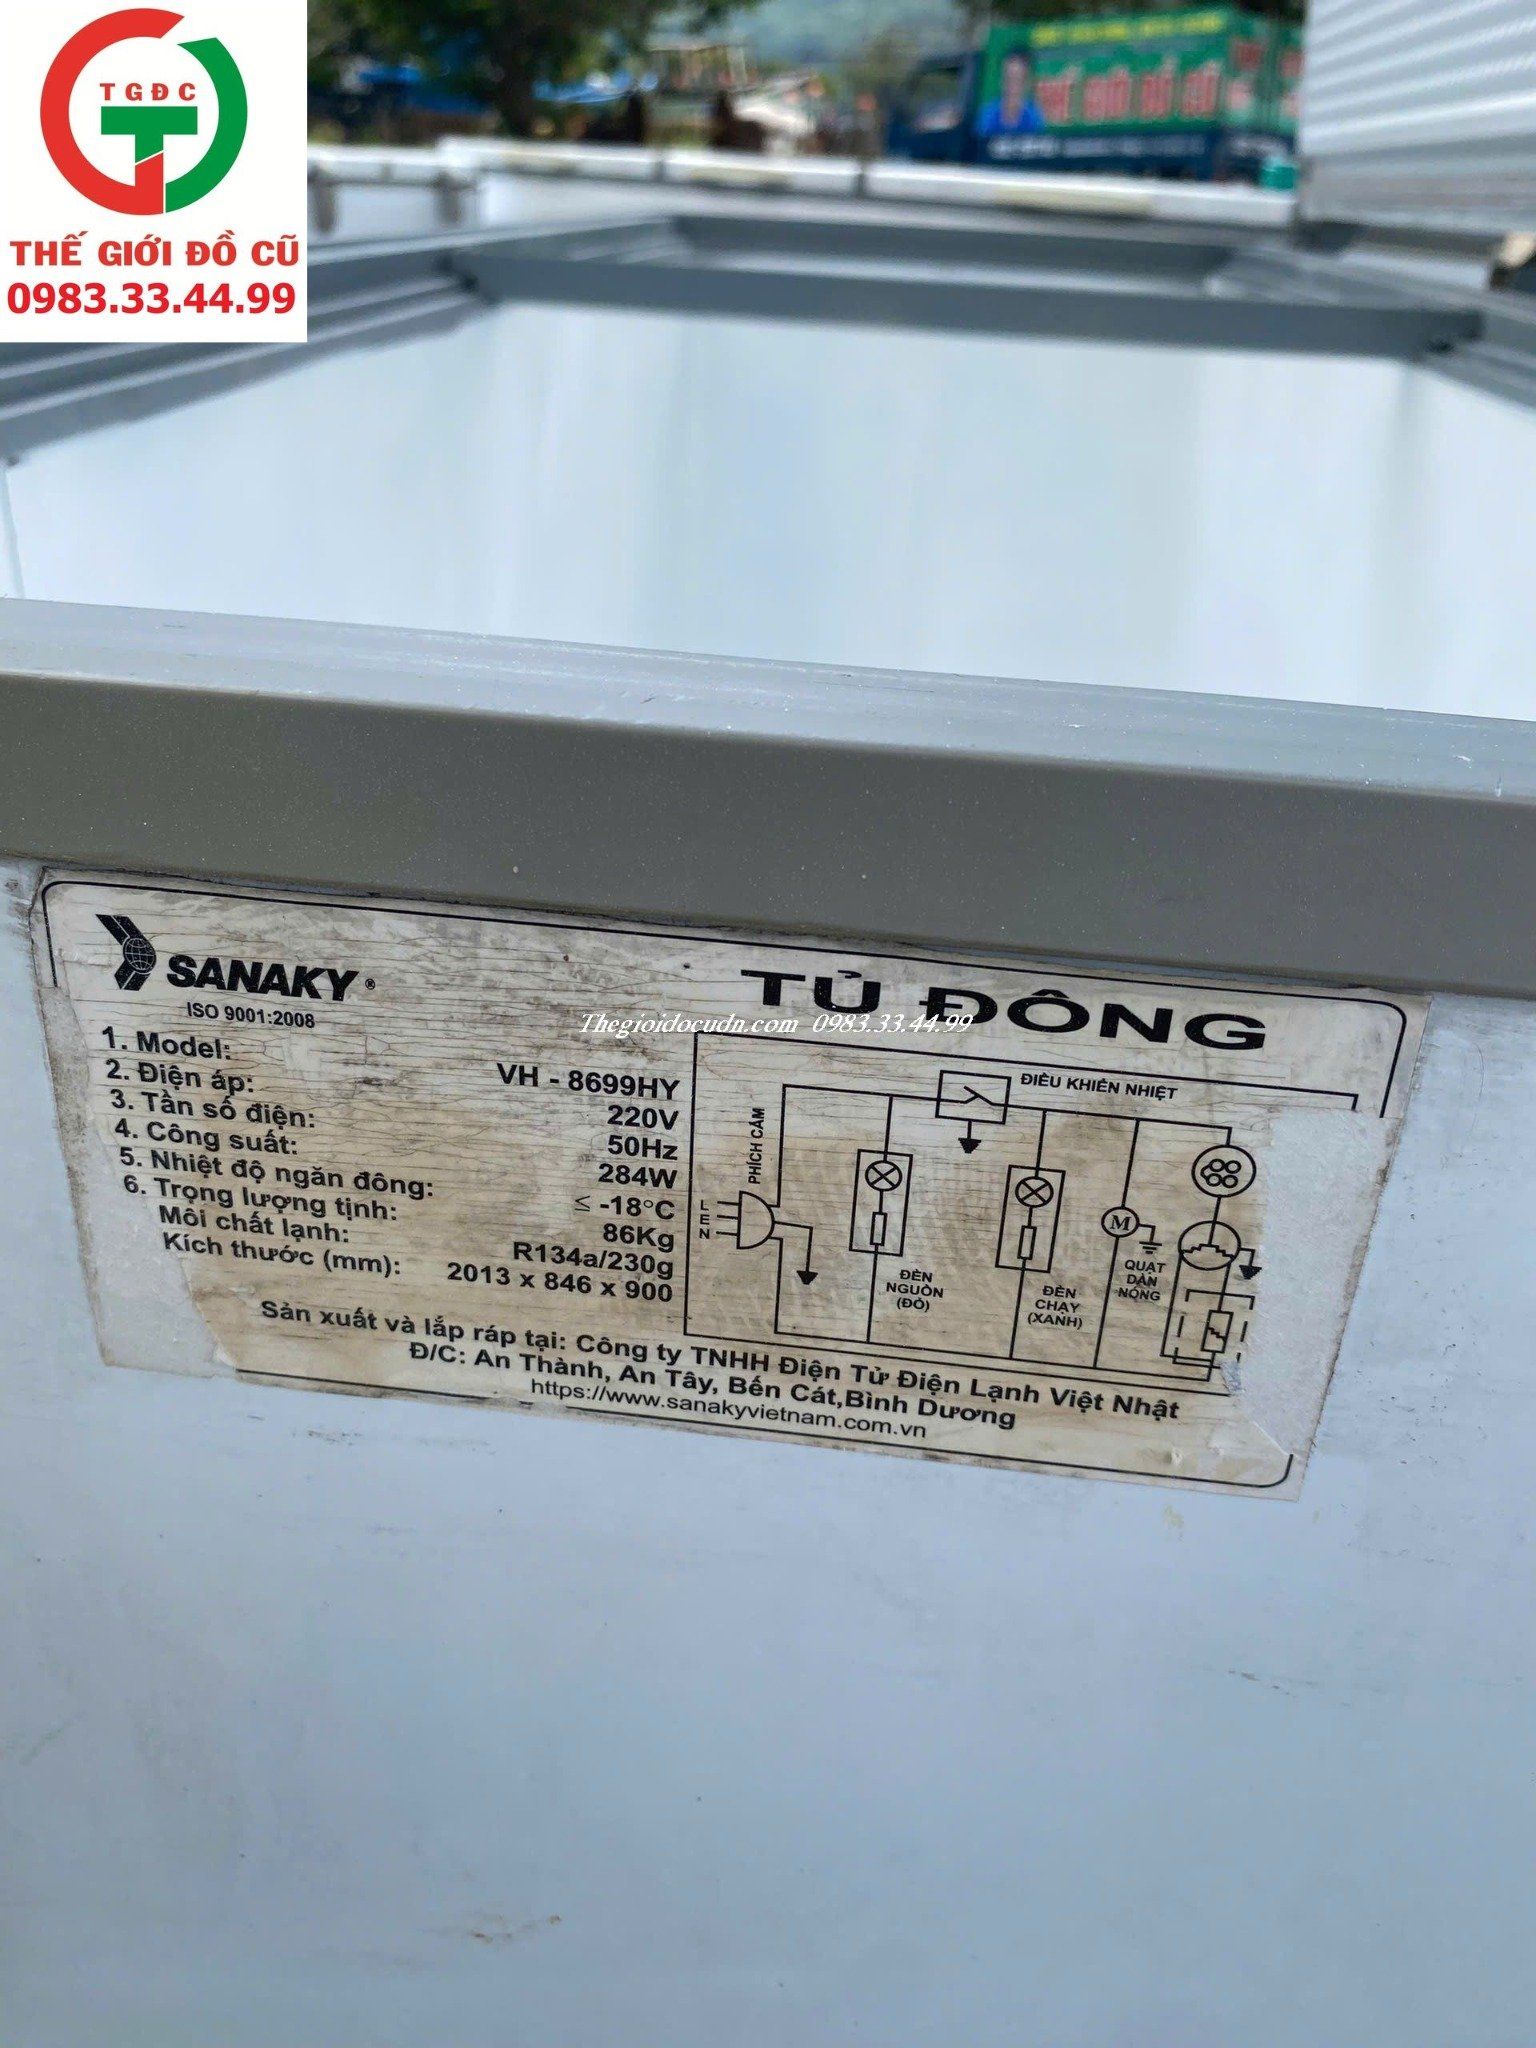 TGĐC
THẾ GIỚI ĐỒ CŨ
0983.33.44.99
THẾ GIỚI ĐỒ CŨ
SANAKY®
ISO 9001:2008
TỦ ĐÔNG
Thegioidocudn.com 0983.33.44.99
1. Model: VH - 8699HY
2. Điện áp: 220V
3. Tần số điện: 50Hz
4. Công suất: 284W
5. Nhiệt độ ngăn đông: ≤ -18°C
6. Trọng lượng tịnh: 86Kg
Môi chất lạnh: R134a/230g
Kích thước (mm): 2013 x 846 x 900
ĐIỀU KHIỂN NHIỆT
PHÍCH CẮM
L
E
N
ĐÈN
NGUỒN
(ĐỎ)
ĐÈN
CHẠY
(XANH)
M
QUẠT
DÀN
NÓNG
Sản xuất và lắp ráp tại: Công ty TNHH Điện Tử Điện Lạnh Việt Nhật
Đ/C: An Thành, An Tây, Bến Cát,Bình Dương
https://www.sanakyvietnam.com.vn